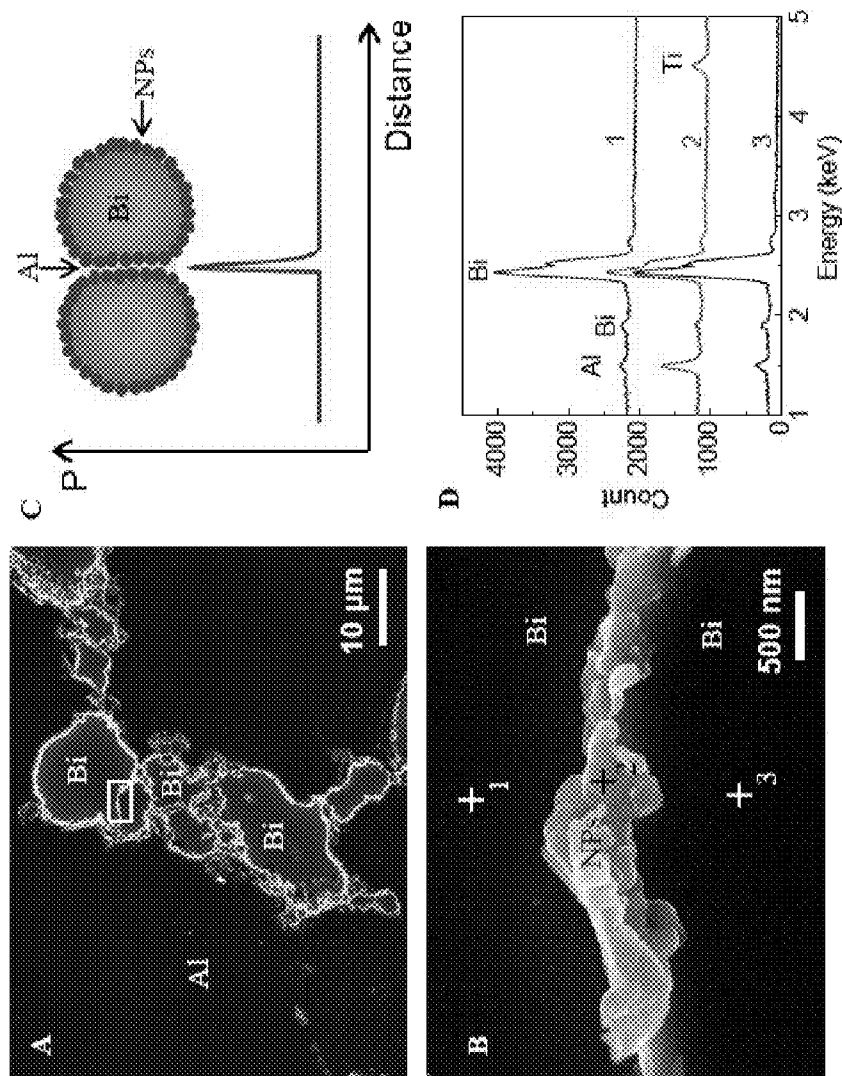 A
Bi
Bi
Bi
Al
10 µm
B
Bi
1
NPs
2
Bi
3
500 nm
C
P
Al
Bi
NPs
Distance
D
Count
4000
3000
2000
1000
0
Bi
Al
Bi
Ti
1
2
3
1
2
3
4
5
Energy (keV)